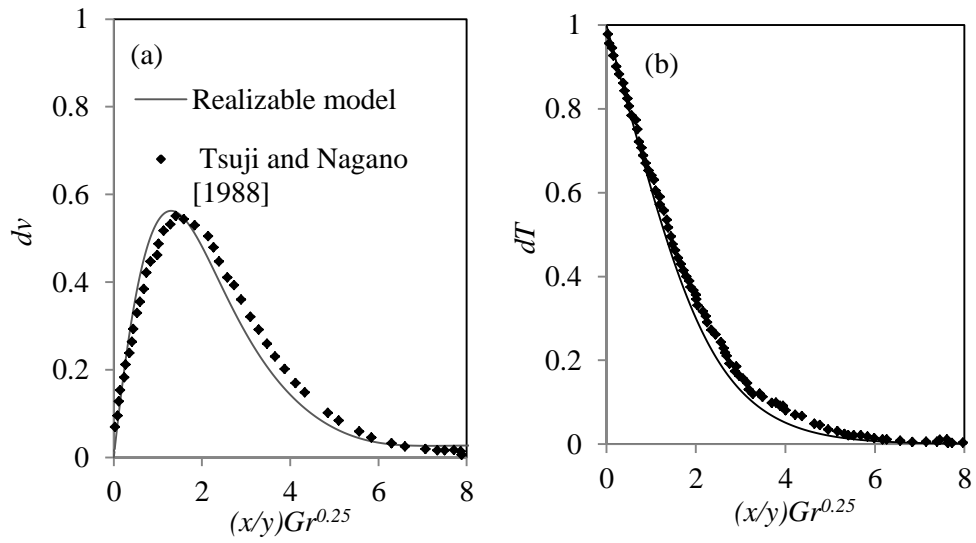 (a)
Realizable model
Tsuji and Nagano
[1988]
1
0.8
0.6
0.4
0.2
0
dv
0 2 4 6 8
(x/y)Gr^0.25
(b)
1
0.8
0.6
0.4
0.2
0
dT
0 2 4 6 8
(x/y)Gr^0.25